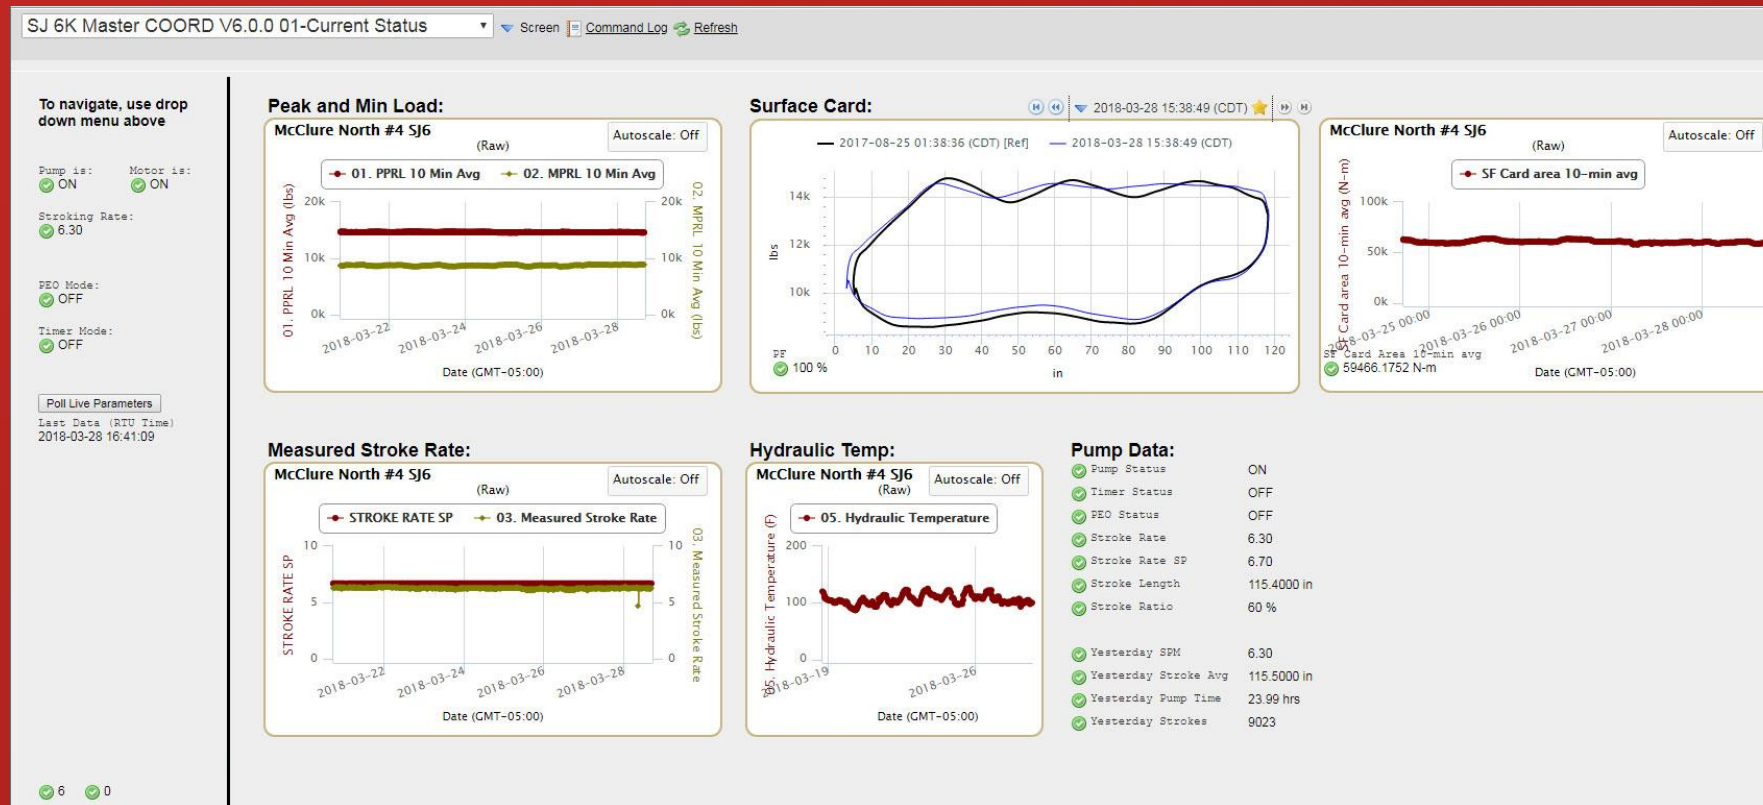 SJ 6K Master COORD V6.0.0 01-Current Status
Screen
Command Log
Refresh
To navigate, use drop
down menu above
Pump is:
Motor is:
ON
ON
Stroking Rate:
6.30
PEO Mode:
OFF
Timer Mode:
OFF
Poll Live Parameters
Last Data (RTU Time)
2018-03-28 16:41:09
6
0
Peak and Min Load:
McClure North #4 SJ6
(Raw)
Autoscale: Off
01. PPRL 10 Min Avg
02. MPRL 10 Min Avg
01. PPRL 10 Min Avg (lbs)
20k
10k
0k
20k
10k
0k
02. MPRL 10 Min Avg (lbs)
2018-03-22
2018-03-24
2018-03-26
2018-03-28
Date (GMT-05:00)
Surface Card:
2018-03-28 15:38:49 (CDT)
2017-08-25 01:38:36 (CDT) [Ref]
2018-03-28 15:38:49 (CDT)
lbs
14k
12k
10k
0
10
20
30
40
50
60
70
80
90
100
110
120
in
PF
100 %
McClure North #4 SJ6
(Raw)
Autoscale: Off
SF Card area 10-min avg
SF Card area 10-min avg (N-m)
100k
50k
0k
2018-03-26 00:00
2018-03-27 00:00
2018-03-28 00:00
SF Card Area 10-min avg
59466.1752 N-m
Date (GMT-05:00)
Measured Stroke Rate:
McClure North #4 SJ6
(Raw)
Autoscale: Off
STROKE RATE SP
03. Measured Stroke Rate
STROKE RATE SP
10
5
0
10
5
0
03. Measured Stroke Rate
2018-03-22
2018-03-24
2018-03-26
2018-03-28
Date (GMT-05:00)
Hydraulic Temp:
McClure North #4 SJ6
(Raw)
Autoscale: Off
05. Hydraulic Temperature
05. Hydraulic Temperature (F)
200
100
0
2018-03-19
2018-03-26
Date (GMT-05:00)
Pump Data:
Pump Status ON
Timer Status OFF
PEO Status OFF
Stroke Rate 6.30
Stroke Rate SP 6.70
Stroke Length 115.4000 in
Stroke Ratio 60 %
Yesterday SPM 6.30
Yesterday Stroke Avg 115.5000 in
Yesterday Pump Time 23.99 hrs
Yesterday Strokes 9023